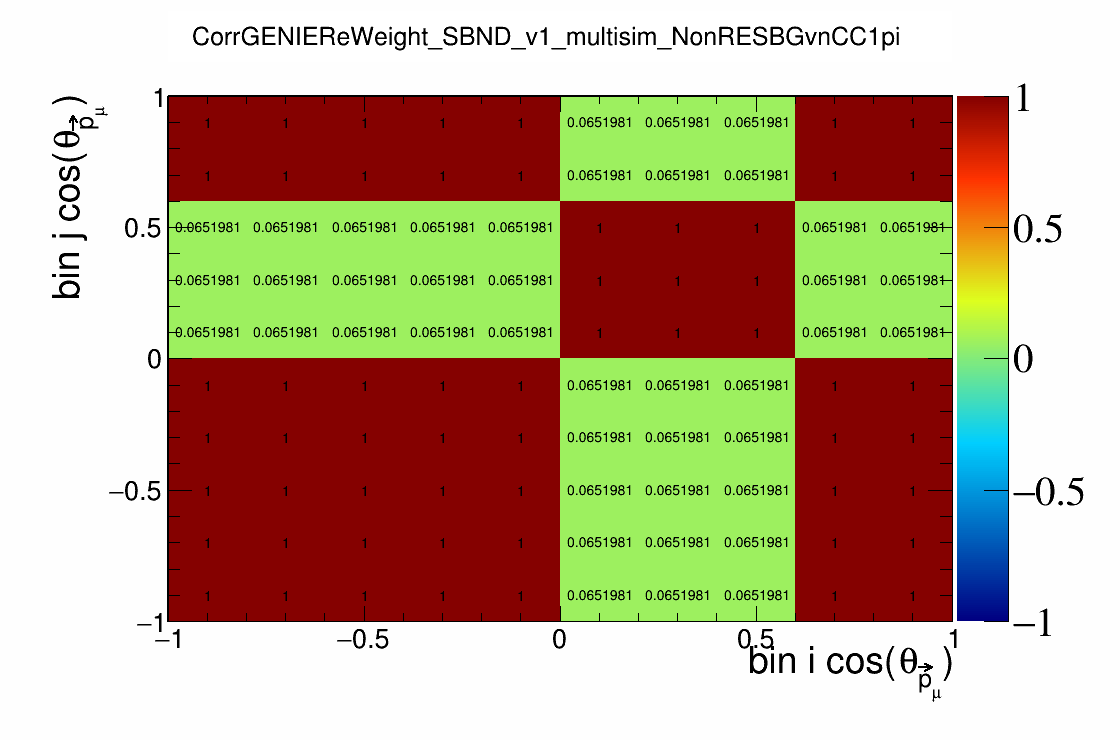 CorrGENIEReWeight_SBND_v1_multisim_NonRESBGvnCC1pi
bin j cos(θ_p⃗_μ)
1
0.5
0
−0.5
−1
1 1 1 1 1 0.0651981 0.0651981 0.0651981 1 1
1 1 1 1 1 0.0651981 0.0651981 0.0651981 1 1
0.0651981 0.0651981 0.0651981 0.0651981 0.0651981 1 1 1 0.0651981 0.0651981
0.0651981 0.0651981 0.0651981 0.0651981 0.0651981 1 1 1 0.0651981 0.0651981
0.0651981 0.0651981 0.0651981 0.0651981 0.0651981 1 1 1 0.0651981 0.0651981
1 1 1 1 1 0.0651981 0.0651981 0.0651981 1 1
1 1 1 1 1 0.0651981 0.0651981 0.0651981 1 1
1 1 1 1 1 0.0651981 0.0651981 0.0651981 1 1
1 1 1 1 1 0.0651981 0.0651981 0.0651981 1 1
1 1 1 1 1 0.0651981 0.0651981 0.0651981 1 1
−1 −0.5 0 0.5 1
bin i cos(θ_p⃗_μ)
1
0.5
0
−0.5
−1